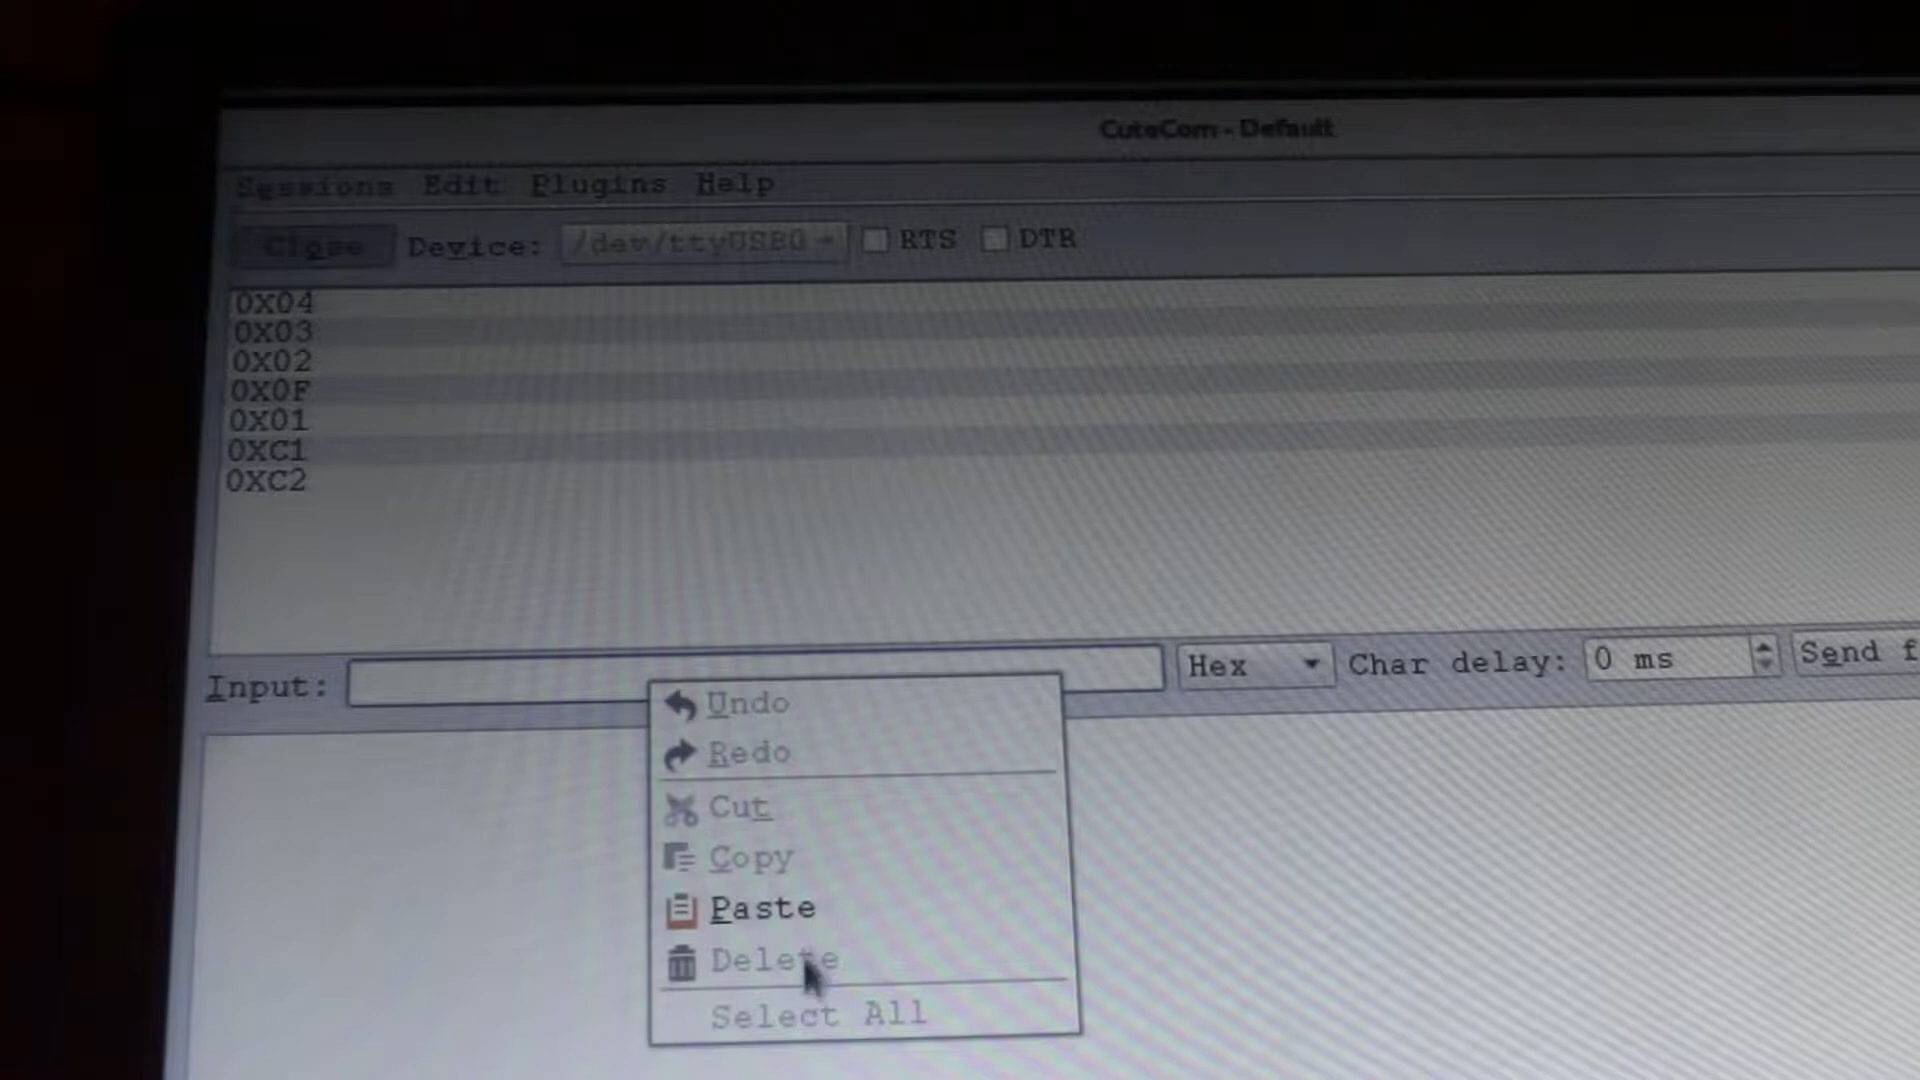 CuteCom - Default
Sessions Edit Plugins Help
Close Device: /dev/ttyUSB0 RTS DTR
0X04
0X03
0X02
0X0F
0X01
0XC1
0XC2
Input: Hex Char delay: 0 ms Send f
Undo
Redo
Cut
Copy
Paste
Delete
Select All